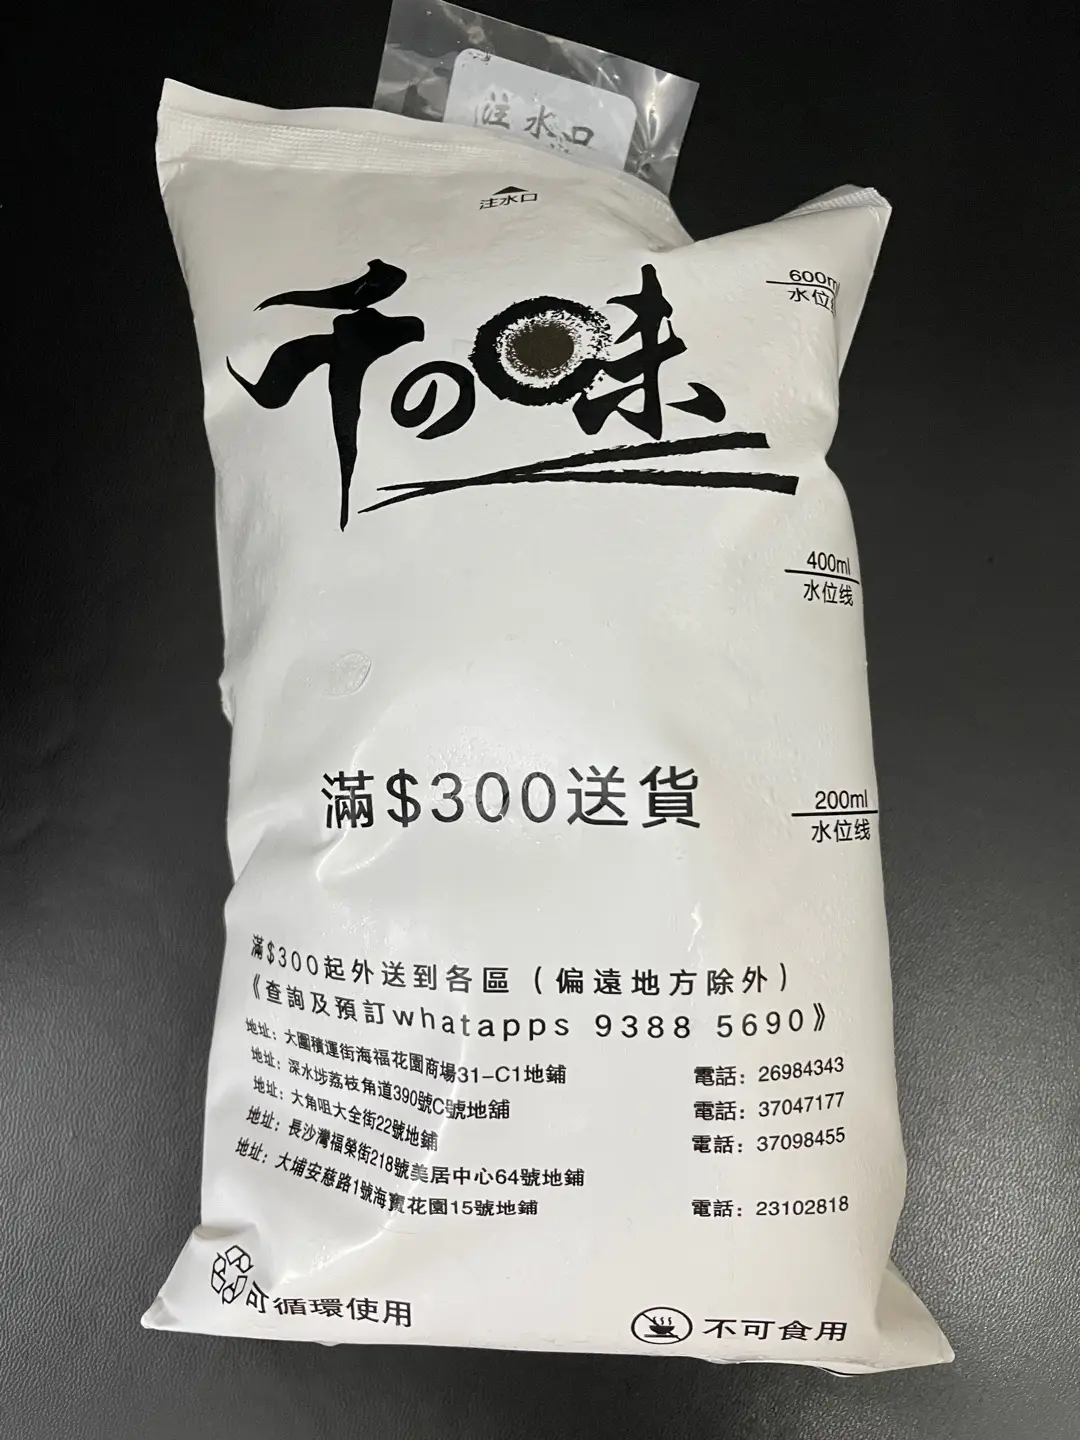 注水口
注水口
千の味
600ml
水位
400ml
水位线
滿$300送貨
200ml
水位线
滿$300起外送到各區（偏遠地方除外）
《查詢及預訂whatapps 9388 5690》
地址：大圍積運街海福花園商場31-C1地鋪 電話：26984343
地址：深水埗荔枝角道390號C號地舖 電話：37047177
地址：大角咀大全街22號地鋪 電話：37098455
地址：長沙灣福榮街218號美居中心64號地鋪
地址：大埔安慈路1號海寶花園15號地鋪 電話：23102818
可循環使用
不可食用